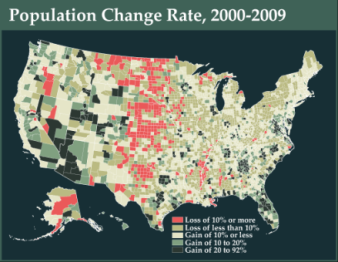 Population Change Rate, 2000-2009
Loss of 10% or more
Loss of less than 10%
Gain of 10% or less
Gain of 10 to 20%
Gain of 20 to 92%